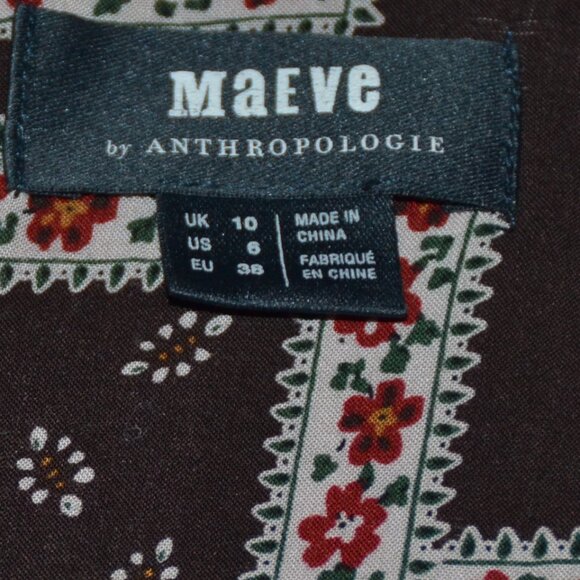 MaEVe
by ANTHROPOLOGIE
UK 10
US 6
EU 38
MADE IN
CHINA
FABRIQUÉ
EN CHINE